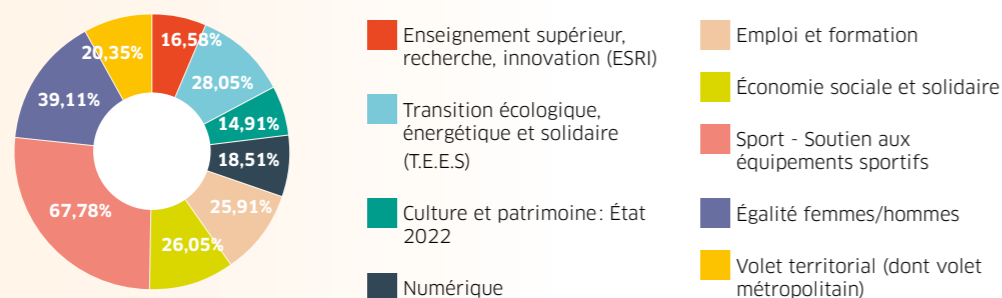 20,35%
16,58%
39,11%
28,05%
14,91%
18,51%
67,78%
25,91%
26,05%
Enseignement supérieur,
recherche, innovation (ESRI)
Transition écologique,
énergétique et solidaire
(T.E.E.S)
Culture et patrimoine: État
2022
Numérique
Emploi et formation
Économie sociale et solidaire
Sport - Soutien aux
équipements sportifs
Égalité femmes/hommes
Volet territorial (dont volet
métropolitain)